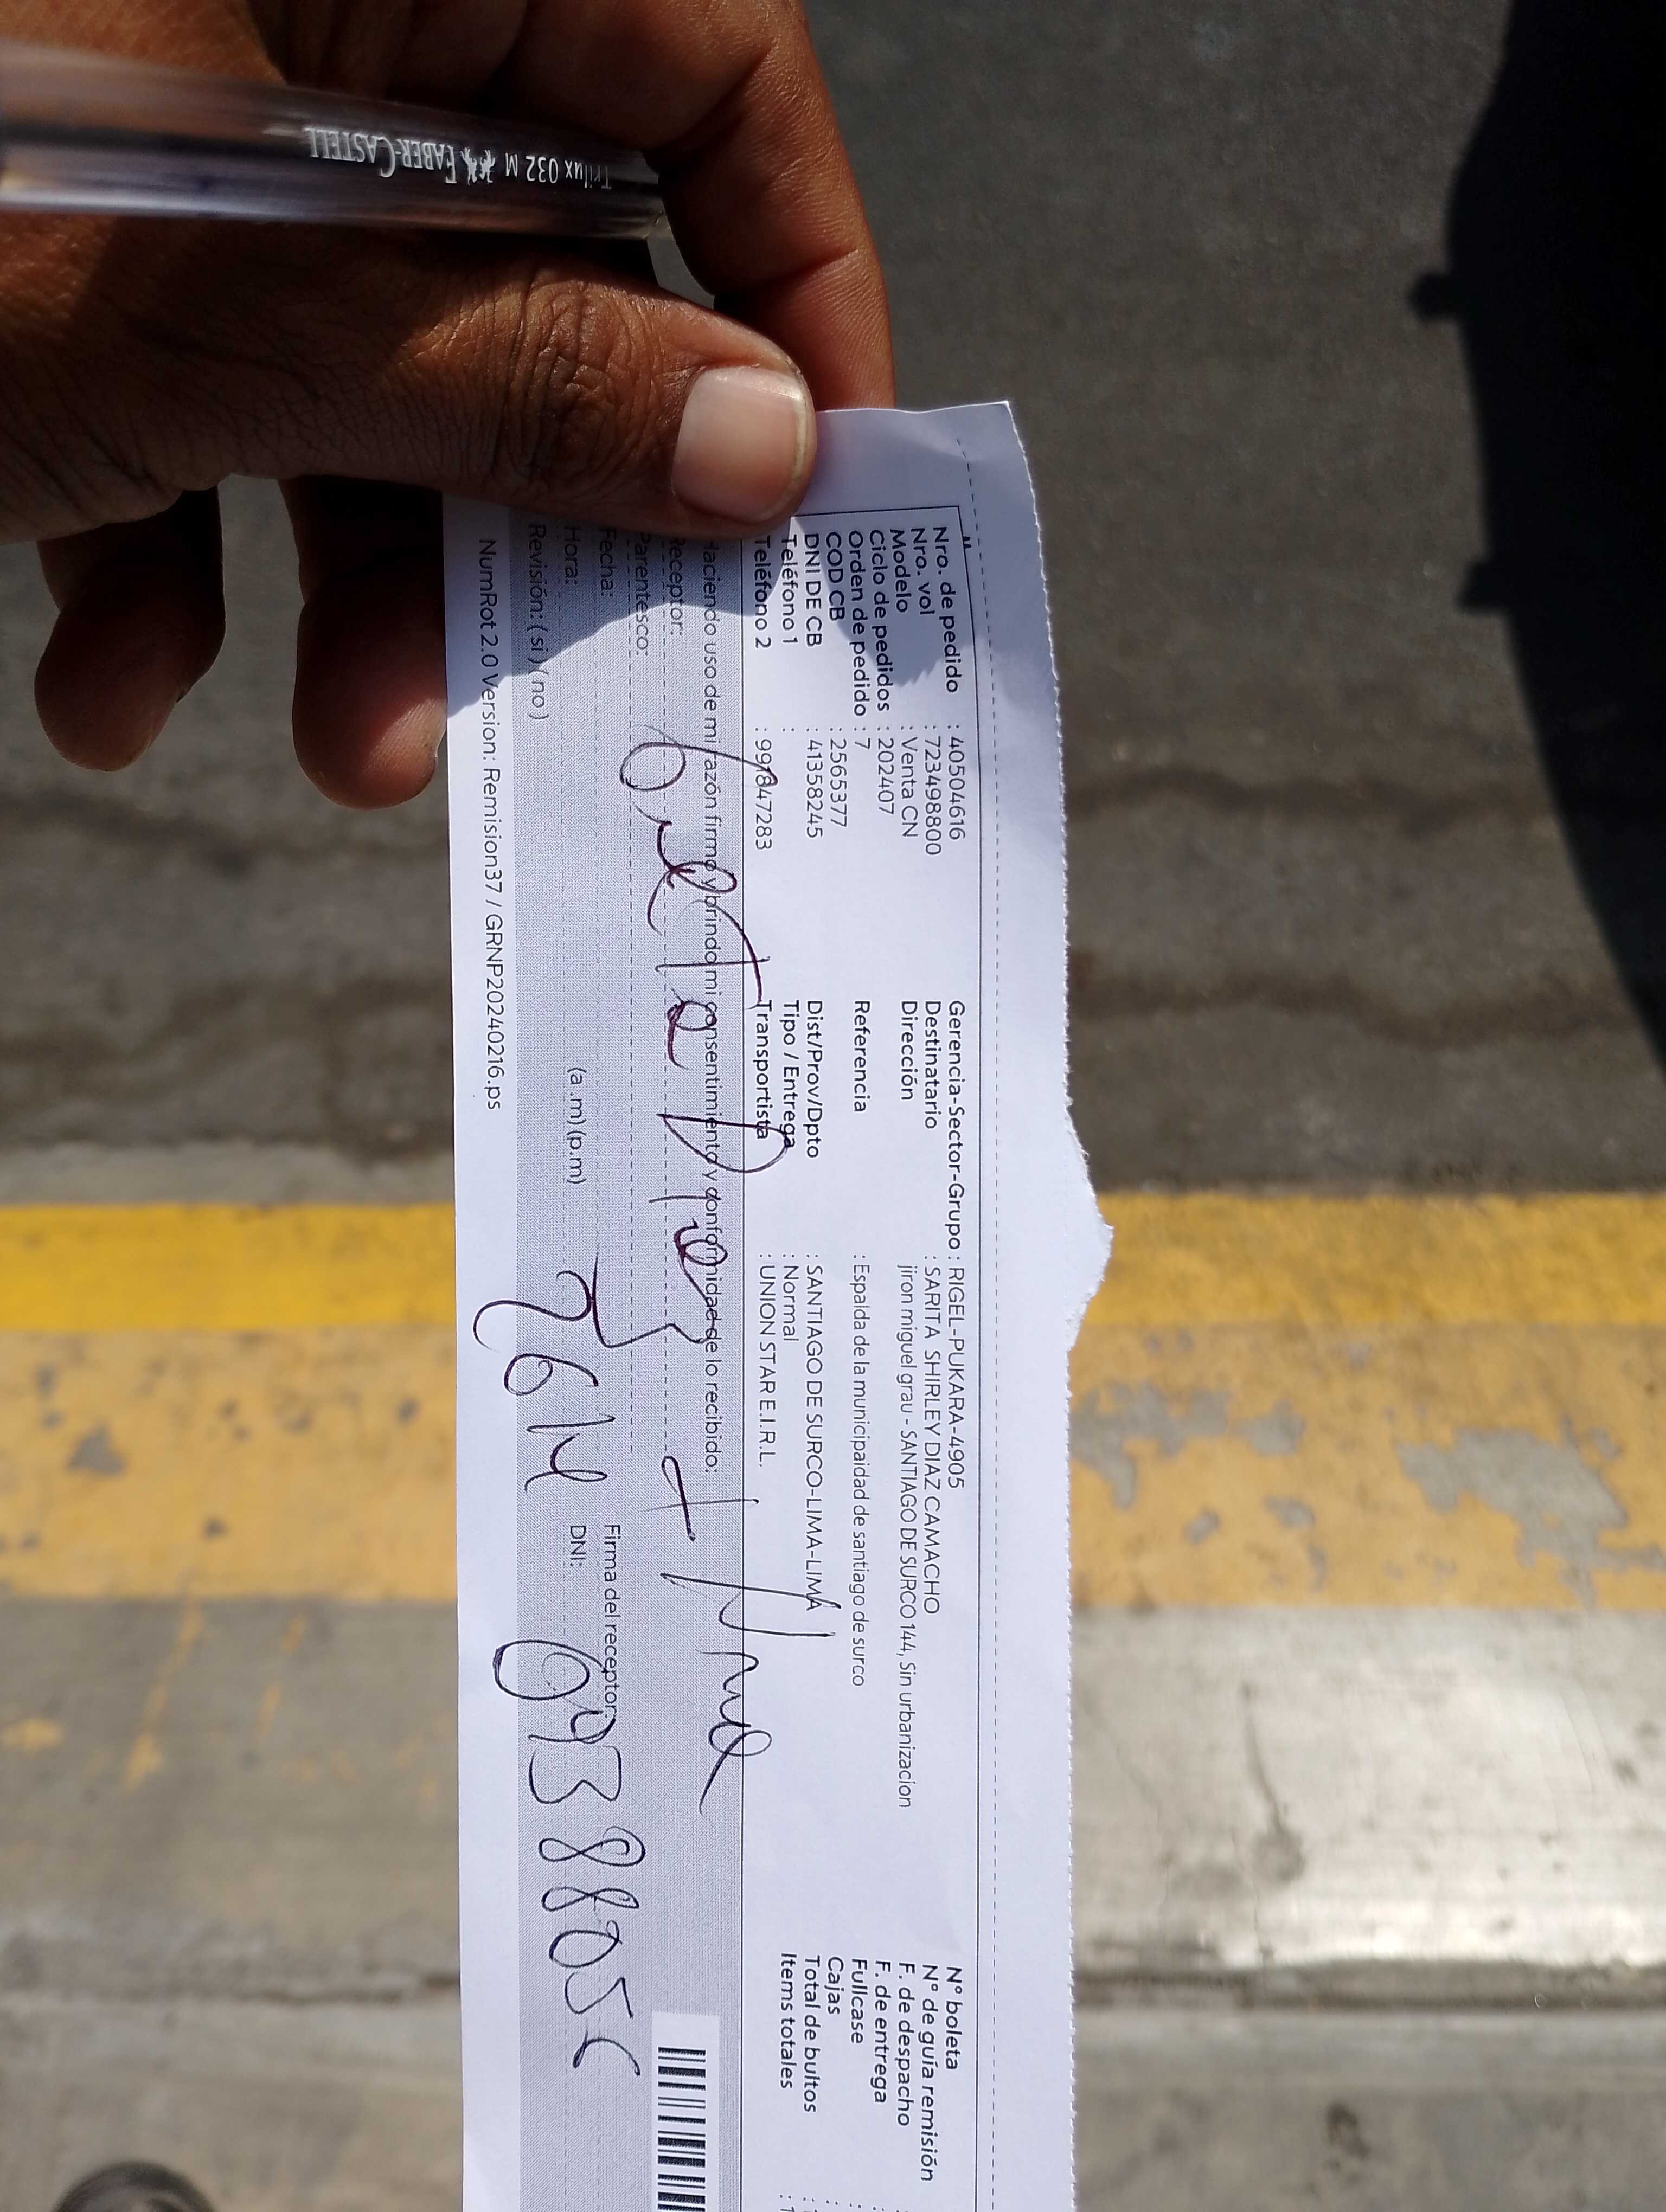 Trilux 032 M FABER-CASTELL
Nro. de pedido : 40504616
Nro. vol : 723498800
Modelo : Venta CN
Ciclo de pedidos : 202407
Orden de pedido : 7
COD CB : 2565377
DNI DE CB : 41358245
Teléfono 1 :
Teléfono 2 : 991847283
Gerencia-Sector-Grupo : RIGEL-PUKARA-4905
Destinatario : SARITA SHIRLEY DIAZ CAMACHO
Dirección jiron miguel grau - SANTIAGO DE SURCO 144, Sin urbanizacion
Referencia : Espalda de la municipaidad de santiago de surco
Dist/Prov/Dpto : SANTIAGO DE SURCO-LIMA-LIMA
Tipo / Entrega : Normal
Transportista : UNION STAR E.I.R.L.
N° boleta
N° de guía remisión
F. de despacho
F. de entrega
Fullcase
Cajas
Total de bultos
Items totales
Haciendo uso de mi razón firmo y brindo mi consentimiento y conformidad de lo recibido:
Receptor:
Parentesco:
Fecha:
Hora: (a.m) (p.m)
Revisión: ( si ) ( no )
Firma del receptor:
DNI:
NumRot 2.0 Version: Remision37 / GRNP20240216.ps